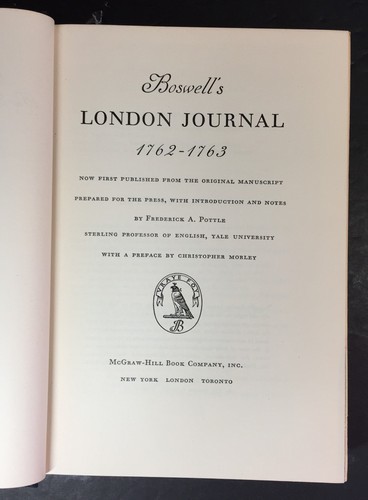 Boswell's
LONDON JOURNAL
1762-1763
NOW FIRST PUBLISHED FROM THE ORIGINAL MANUSCRIPT
PREPARED FOR THE PRESS, WITH INTRODUCTION AND NOTES
BY FREDERICK A. POTTLE
STERLING PROFESSOR OF ENGLISH, YALE UNIVERSITY
WITH A PREFACE BY CHRISTOPHER MORLEY
VRAYE FOY
B
MCGRAW-HILL BOOK COMPANY, INC.
NEW YORK LONDON TORONTO